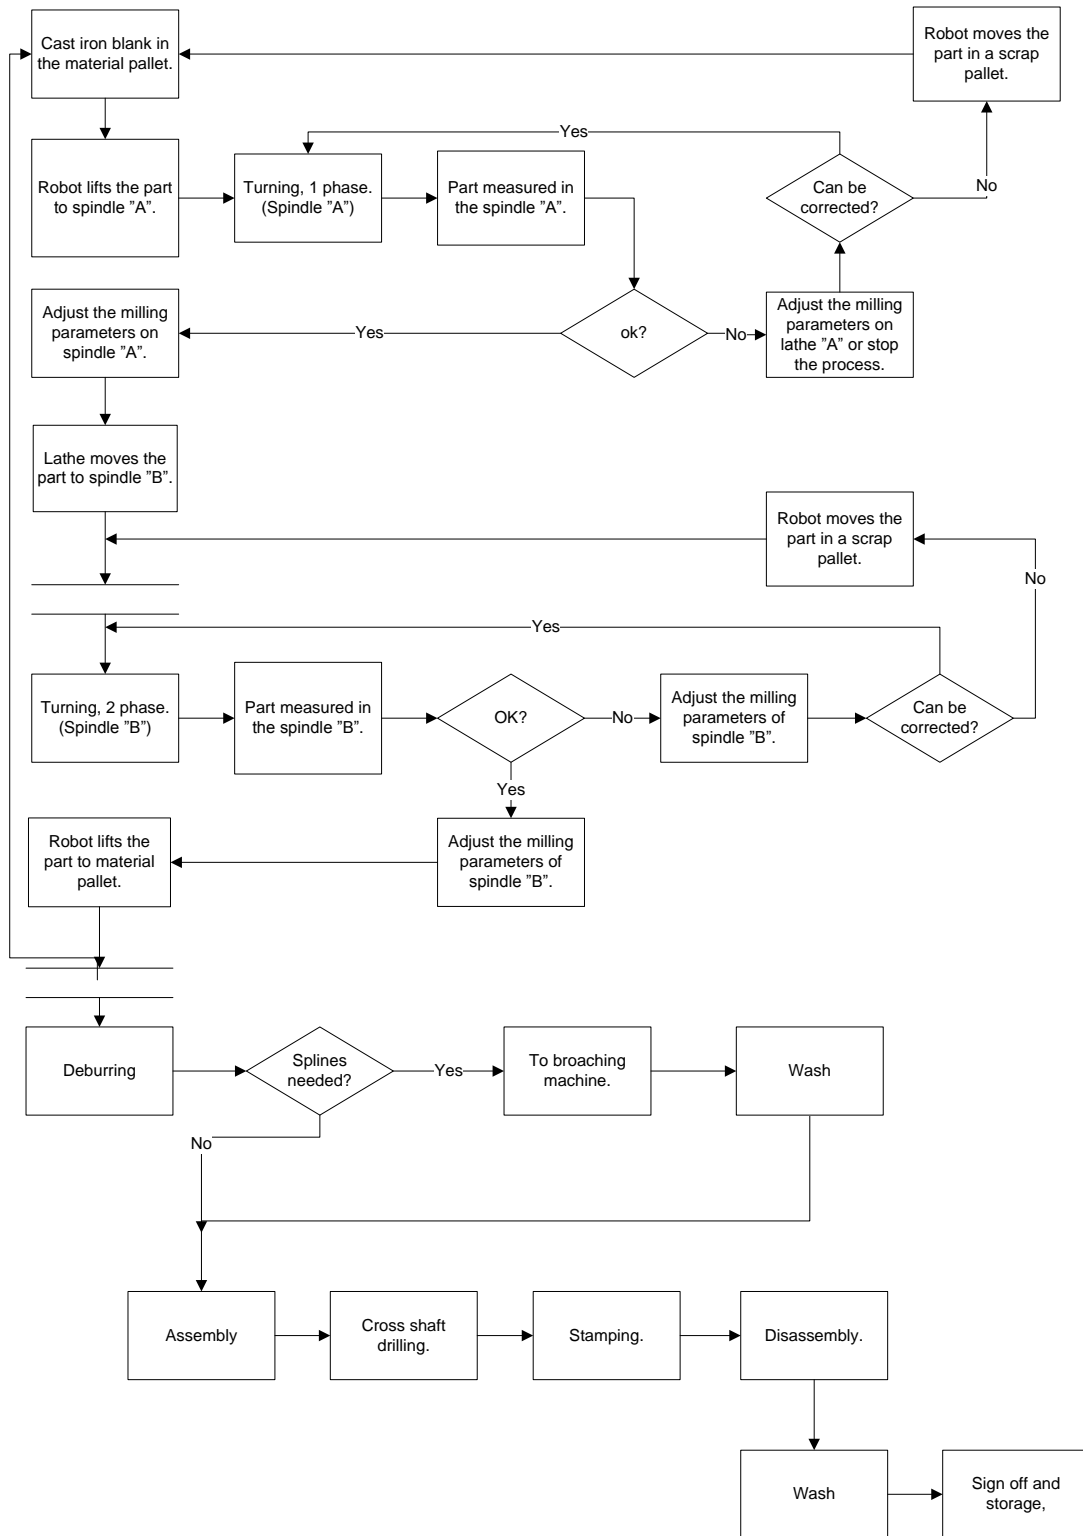 Cast iron blank in
the material pallet.
Robot moves the
part in a scrap
pallet.
Yes
Robot lifts the part
to spindle ”A”.
Turning, 1 phase.
(Spindle ”A”)
Part measured in
the spindle ”A”.
Can be
corrected?
No
Adjust the milling
parameters on
spindle ”A”.
Yes
ok?
No
Adjust the milling
parameters on
lathe ”A” or stop
the process.
Lathe moves the
part to spindle ”B”.
Robot moves the
part in a scrap
pallet.
No
Yes
Turning, 2 phase.
(Spindle ”B”)
Part measured in
the spindle ”B”.
OK?
No
Adjust the milling
parameters of
spindle ”B”.
Can be
corrected?
Yes
Robot lifts the
part to material
pallet.
Adjust the milling
parameters of
spindle ”B”.
Deburring
Splines
needed?
Yes
To broaching
machine.
Wash
No
Assembly
Cross shaft
drilling.
Stamping.
Disassembly.
Wash
Sign off and
storage,